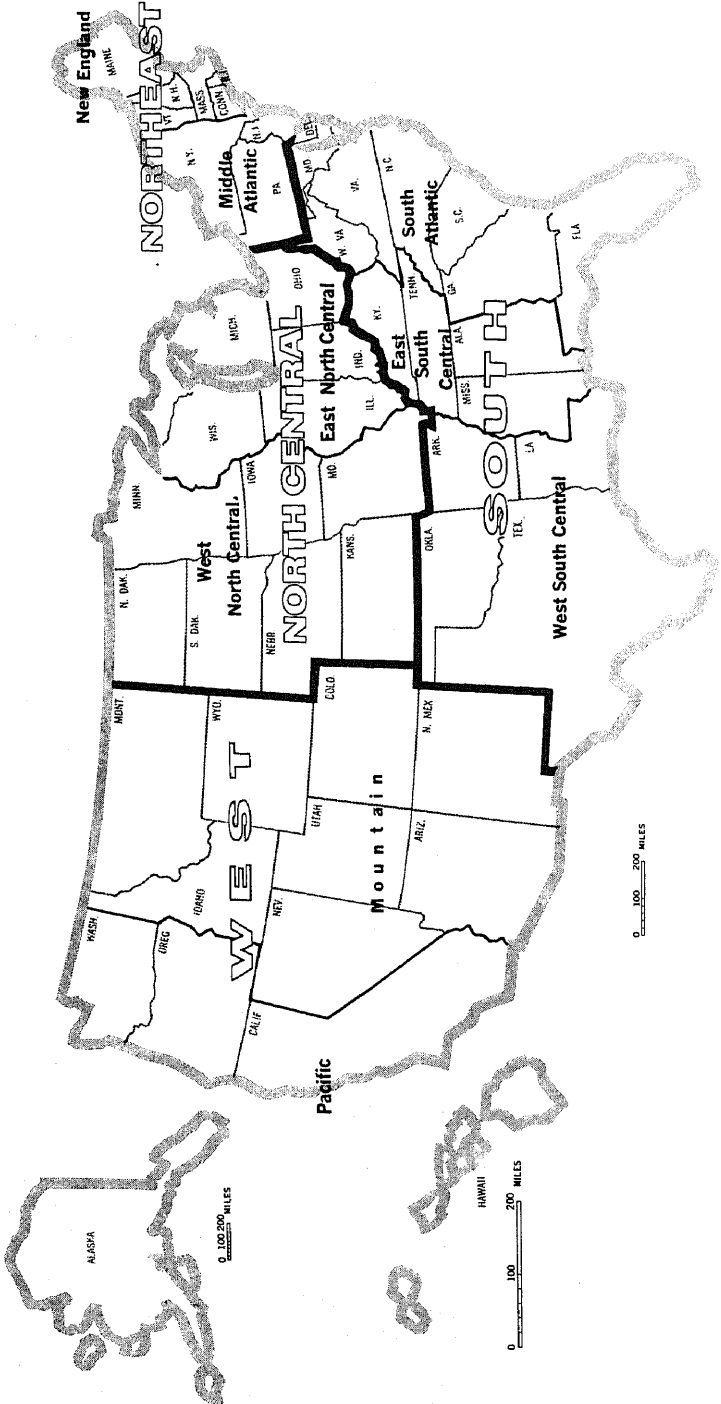 WEST
NORTH CENTRAL
NORTHEAST
SOUTH
Pacific
Mountain
West
North Central
East North Central
West South Central
East
South
Central
South
Atlantic
Middle
Atlantic
New England
WASH.
OREG
CALIF
IDAHO
NEV.
MONT.
WYO.
UTAH
COLO.
ARIZ.
N. MEX
N. DAK.
S. DAK.
NEBR
KANS.
MINN.
IOWA
MO.
WIS.
ILL.
MICH.
IND.
OHIO
OKLA.
TEX.
ARK.
LA
KY.
TENN.
MISS.
ALA.
GA.
FLA
S.C.
N.C
VA.
W. VA
MD
DEL
PA
N.J.
N.Y.
CONN.
R.I.
MASS.
VT
N.H.
MAINE
ALASKA
0 100 200 MILES
HAWAII
0 100 200 MILES
0 100 200 MILES